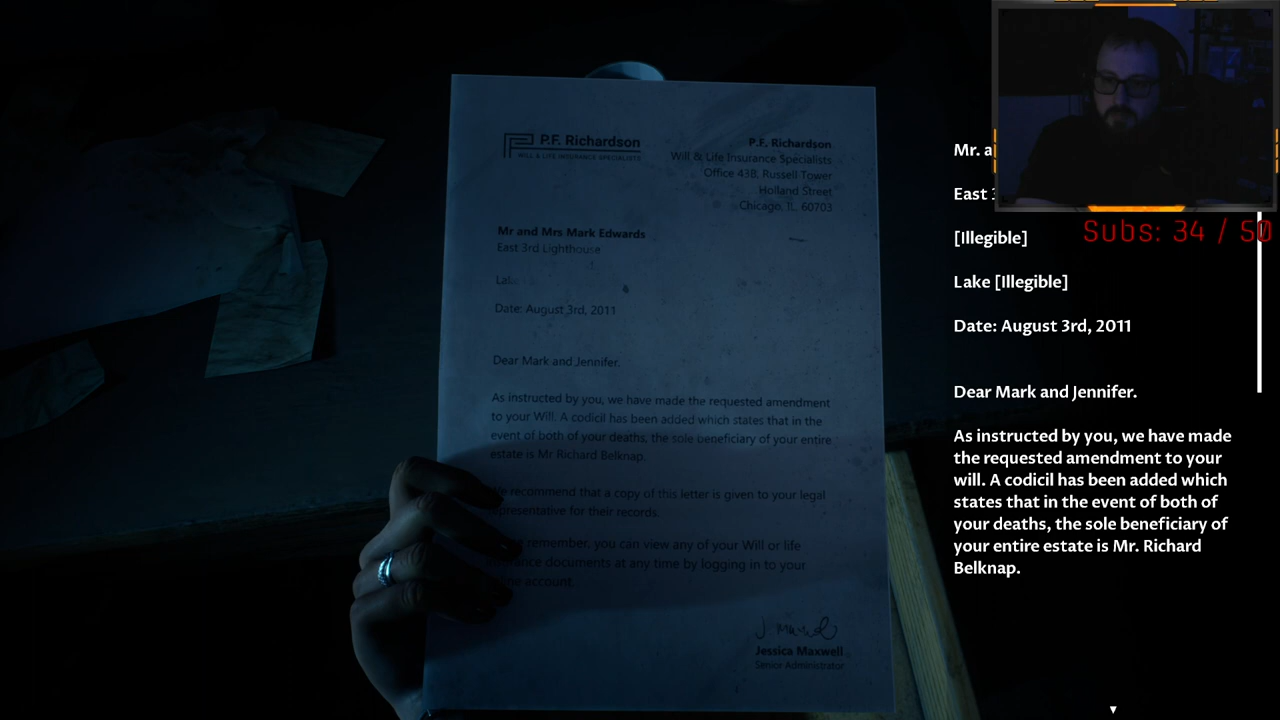 P.F. Richardson
WILL & LIFE INSURANCE SPECIALISTS
P.F. Richardson
Will & Life Insurance Specialists
Office 43B, Russell Tower
Holland Street
Chicago, IL, 60703
Mr and Mrs Mark Edwards
East 3rd Lighthouse
Date: August 3rd, 2011
Dear Mark and Jennifer.
As instructed by you, we have made the requested amendment
to your Will. A codicil has been added which states that in the
event of both of your deaths, the sole beneficiary of your entire
estate is Mr Richard Belknap.
recommend that a copy of this letter is given to your legal
for their records.
remember, you can view any of your Will or life
documents at any time by logging in to your
account.
Jessica Maxwell
Senior Administrator
Mr. a
East
[Illegible]
Lake [Illegible]
Date: August 3rd, 2011
Dear Mark and Jennifer.
As instructed by you, we have made
the requested amendment to your
will. A codicil has been added which
states that in the event of both of
your deaths, the sole beneficiary of
your entire estate is Mr. Richard
Belknap.
Subs: 34 / 50